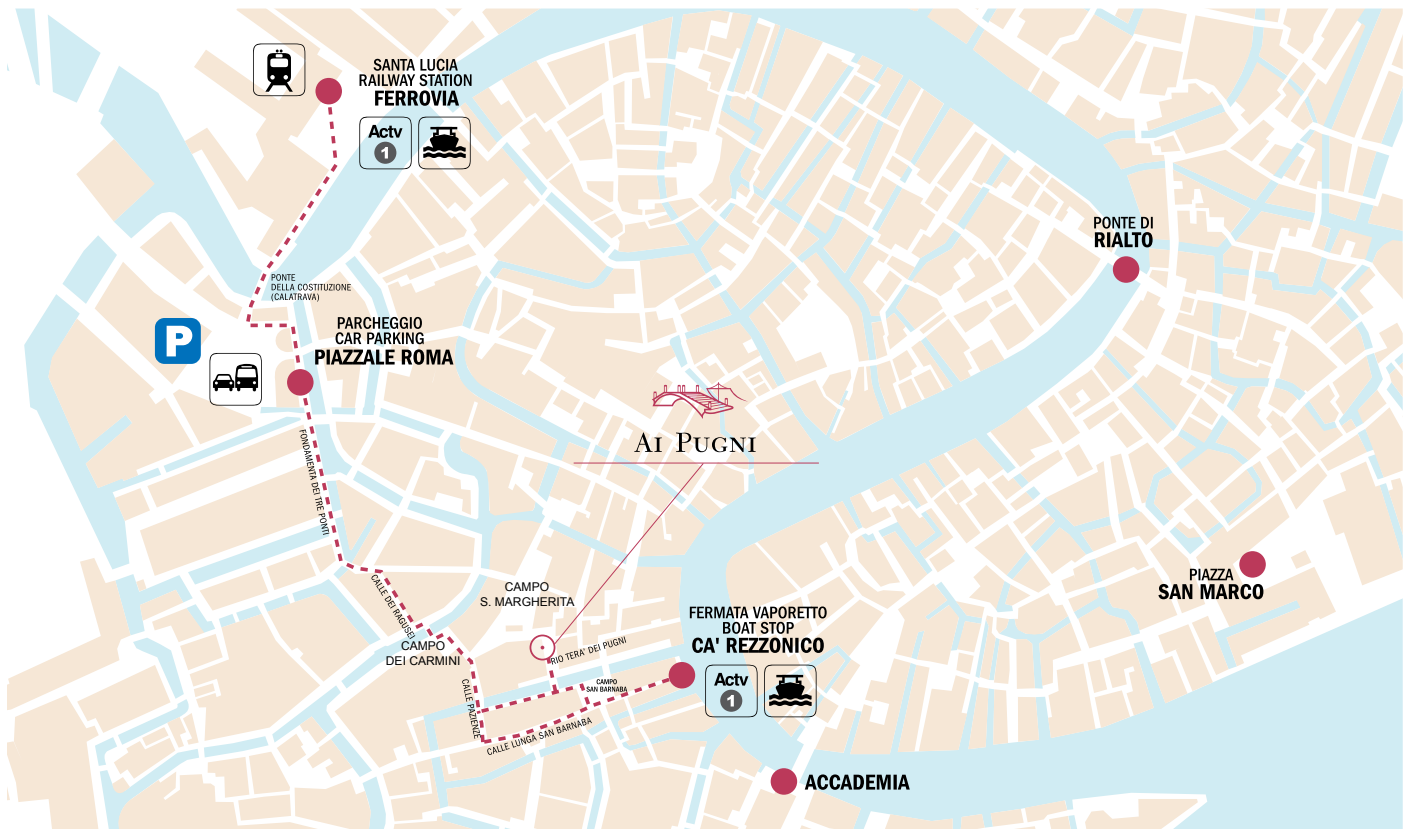 SANTA LUCIA
RAILWAY STATION
FERROVIA
Actv
1
PONTE DI
RIALTO
PONTE
DELLA COSTITUZIONE
(CALATRAVA)
PARCHEGGIO
CAR PARKING
PIAZZALE ROMA
P
AI PUGNI
FONDAMENTA DEI TRE PONTI
CALLE DEI RAGUSEI
CAMPO
S. MARGHERITA
PIAZZA
SAN MARCO
FERMATA VAPORETTO
BOAT STOP
CA' REZZONICO
Actv
1
CAMPO
DEI CARMINI
RIO TERA' DEI PUGNI
CAMPO
SAN BARNABA
CALLE PAZIENZE
CALLE LUNGA SAN BARNABA
ACCADEMIA